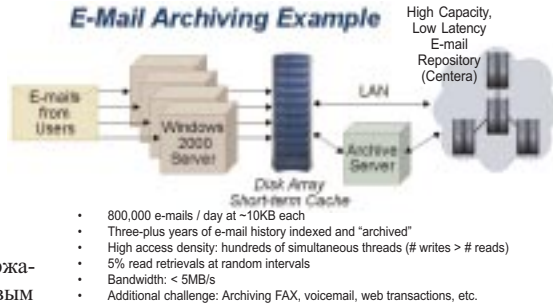 E-Mail Archiving Example
High Capacity,
Low Latency
E-mail
Repository
(Centera)
E-mails
from
Users
Windows
2000
Server
LAN
Archive
Server
Disk Array
Short-term Cache
• 800,000 e-mails / day at ~10KB each
• Three-plus years of e-mail history indexed and “archived”
• High access density: hundreds of simultaneous threads (# writes > # reads)
• 5% read retrievals at random intervals
• Bandwidth: < 5MB/s
• Additional challenge: Archiving FAX, voicemail, web transactions, etc.
ожа-
вым